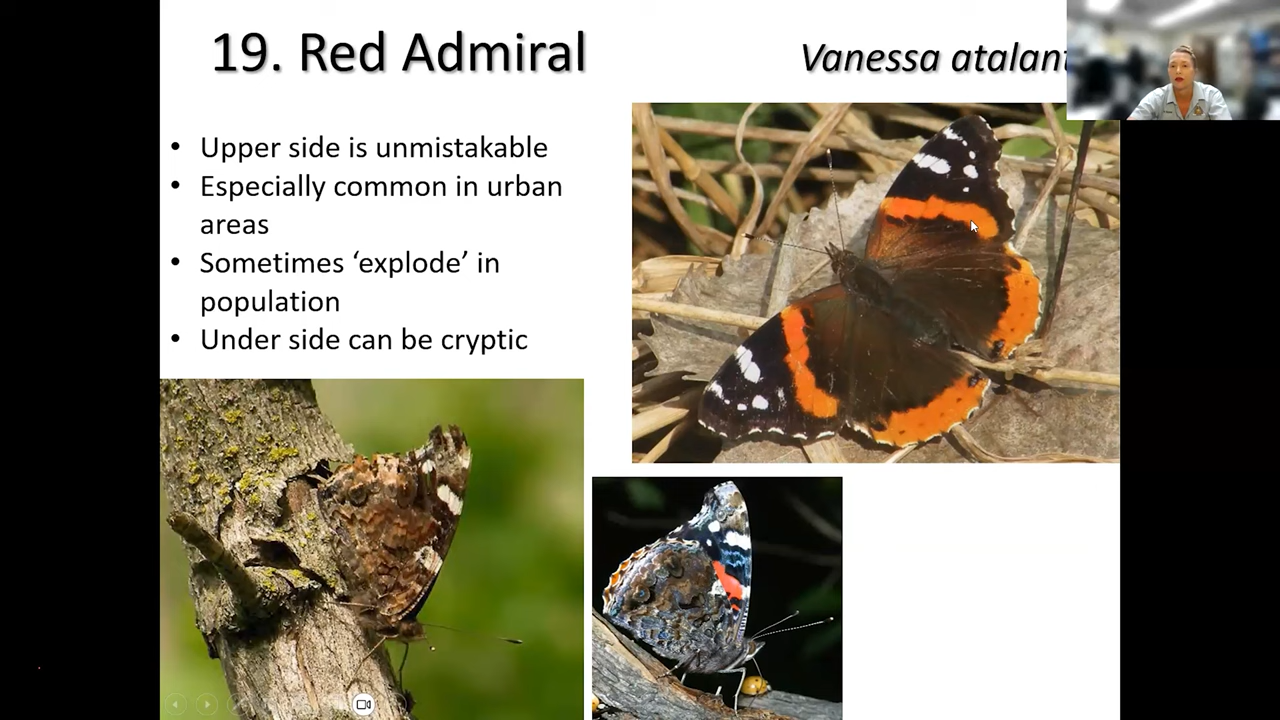 19. Red Admiral
Vanessa atalant
• Upper side is unmistakable
• Especially common in urban
areas
• Sometimes ‘explode’ in
population
• Under side can be cryptic